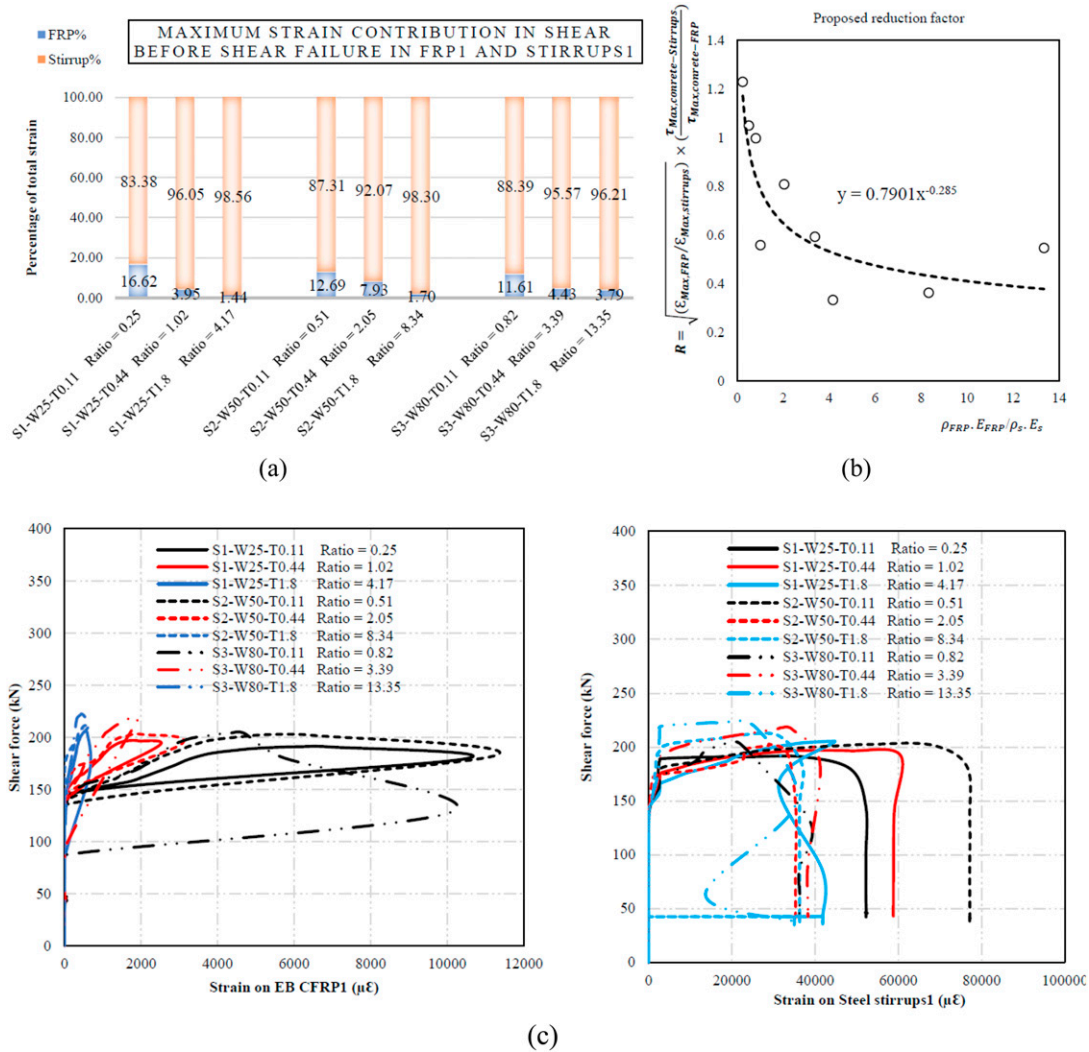 FRP%
Stirrup%
MAXIMUM STRAIN CONTRIBUTION IN SHEAR
BEFORE SHEAR FAILURE IN FRP1 AND STIRRUPS1
Percentage of total strain
100.00
80.00
60.00
40.00
20.00
0.00
83.38
96.05
98.56
87.31
92.07
98.30
88.39
95.57
96.21
16.62
3.95
1.44
12.69
7.93
1.70
11.61
4.43
3.79
S1-W25-T0.11 Ratio = 0.25
S1-W25-T0.44 Ratio = 1.02
S1-W25-T1.8 Ratio = 4.17
S2-W50-T0.11 Ratio = 0.51
S2-W50-T0.44 Ratio = 2.05
S2-W50-T1.8 Ratio = 8.34
S3-W80-T0.11 Ratio = 0.82
S3-W80-T0.44 Ratio = 3.39
S3-W80-T1.8 Ratio = 13.35
(a)
Proposed reduction factor
R = √(ƐMax,FRP/ƐMax,stirrups) × (τMax,conrete−Stirrups/τMax,conrete−FRP)
1.4
1.2
1
0.8
0.6
0.4
0.2
0
y = 0.7901x^-0.285
0 2 4 6 8 10 12 14
ρFRP.EFRP/ρs.Es
(b)
Shear force (kN)
400
350
300
250
200
150
100
50
0
S1-W25-T0.11 Ratio = 0.25
S1-W25-T0.44 Ratio = 1.02
S1-W25-T1.8 Ratio = 4.17
S2-W50-T0.11 Ratio = 0.51
S2-W50-T0.44 Ratio = 2.05
S2-W50-T1.8 Ratio = 8.34
S3-W80-T0.11 Ratio = 0.82
S3-W80-T0.44 Ratio = 3.39
S3-W80-T1.8 Ratio = 13.35
0 2000 4000 6000 8000 10000 12000
Strain on EB CFRP1 (µƐ)
Shear force (kN)
400
350
300
250
200
150
100
50
0
S1-W25-T0.11 Ratio = 0.25
S1-W25-T0.44 Ratio = 1.02
S1-W25-T1.8 Ratio = 4.17
S2-W50-T0.11 Ratio = 0.51
S2-W50-T0.44 Ratio = 2.05
S2-W50-T1.8 Ratio = 8.34
S3-W80-T0.11 Ratio = 0.82
S3-W80-T0.44 Ratio = 3.39
S3-W80-T1.8 Ratio = 13.35
0 20000 40000 60000 80000 100000
Strain on Steel stirrups1 (µƐ)
(c)